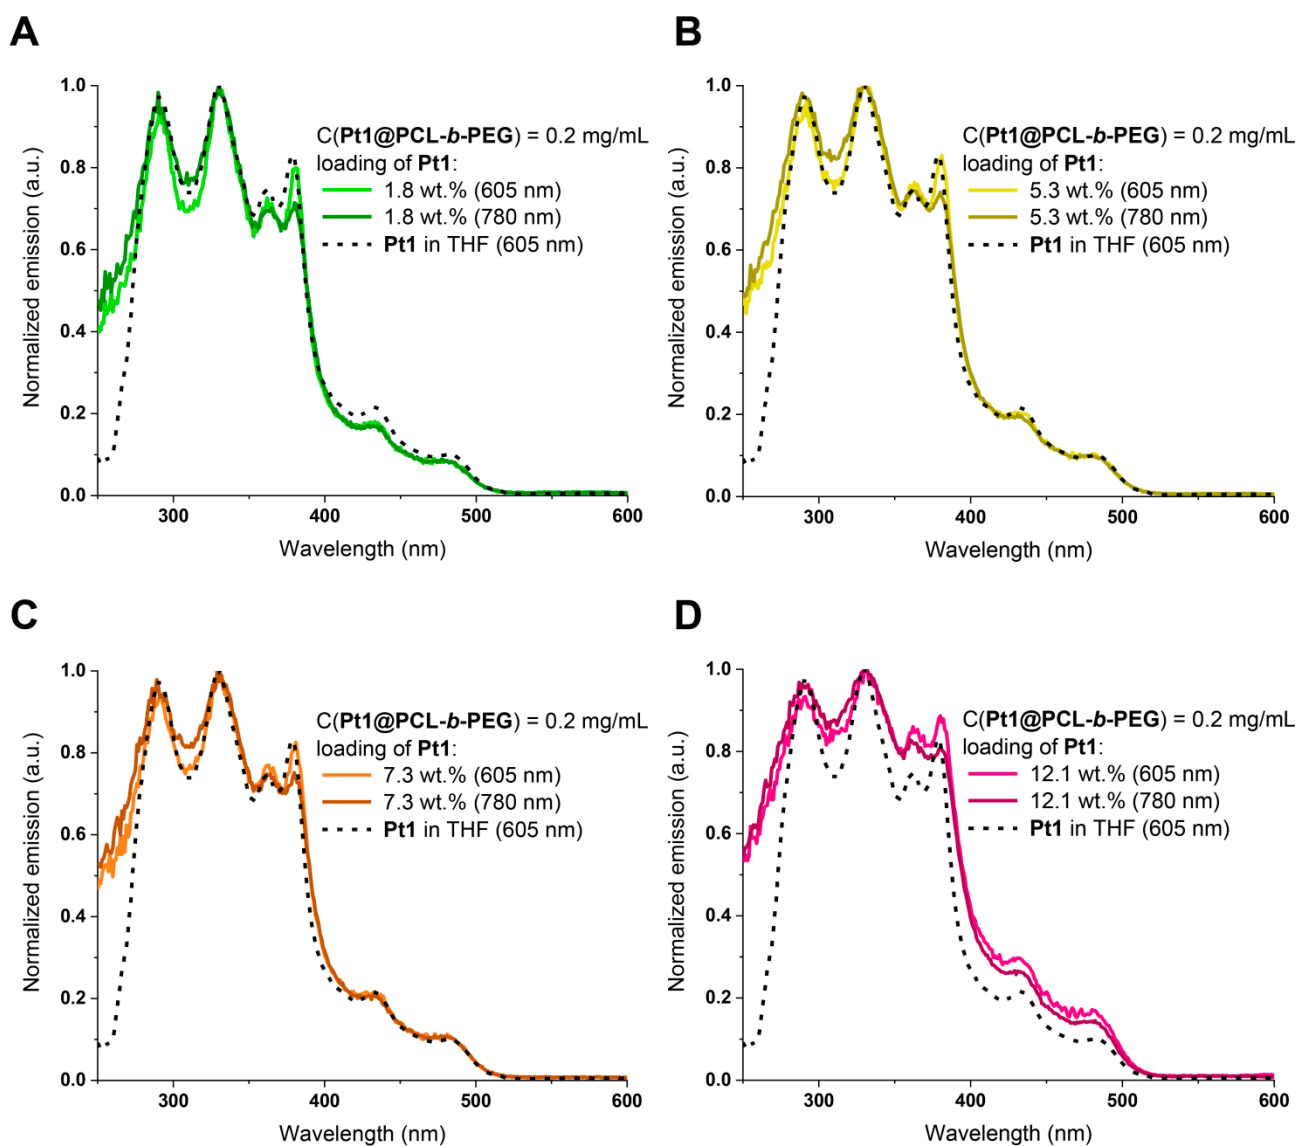 A
Normalized emission (a.u.)
1.0
0.8
0.6
0.4
0.2
0.0
C(Pt1@PCL-b-PEG) = 0.2 mg/mL
loading of Pt1:
1.8 wt.% (605 nm)
1.8 wt.% (780 nm)
Pt1 in THF (605 nm)
300
400
500
600
Wavelength (nm)
B
Normalized emission (a.u.)
1.0
0.8
0.6
0.4
0.2
0.0
C(Pt1@PCL-b-PEG) = 0.2 mg/mL
loading of Pt1:
5.3 wt.% (605 nm)
5.3 wt.% (780 nm)
Pt1 in THF (605 nm)
300
400
500
600
Wavelength (nm)
C
Normalized emission (a.u.)
1.0
0.8
0.6
0.4
0.2
0.0
C(Pt1@PCL-b-PEG) = 0.2 mg/mL
loading of Pt1:
7.3 wt.% (605 nm)
7.3 wt.% (780 nm)
Pt1 in THF (605 nm)
300
400
500
600
Wavelength (nm)
D
Normalized emission (a.u.)
1.0
0.8
0.6
0.4
0.2
0.0
C(Pt1@PCL-b-PEG) = 0.2 mg/mL
loading of Pt1:
12.1 wt.% (605 nm)
12.1 wt.% (780 nm)
Pt1 in THF (605 nm)
300
400
500
600
Wavelength (nm)